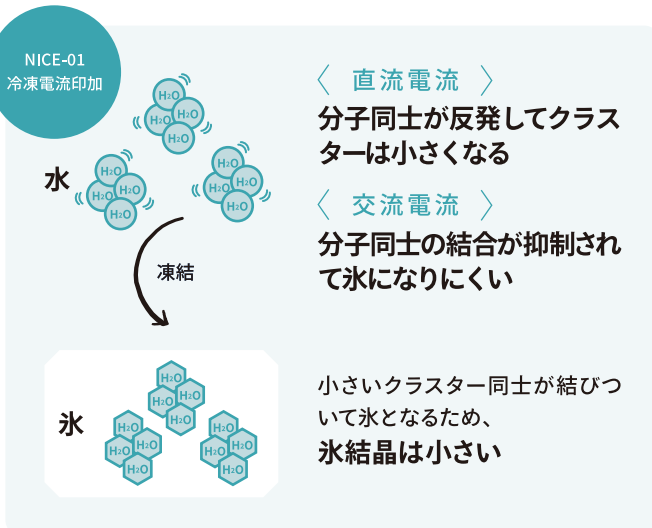 NICE-01
冷凍電流印加
〈 直流電流 〉
分子同士が反発してクラス
ターは小さくなる
〈 交流電流 〉
分子同士の結合が抑制され
て氷になりにくい
水
H2O
H2O H2O
H2O
H2O
H2O H2O
H2O
H2O
H2O H2O
H2O
凍結
氷
H2O
H2O H2O
H2O
H2O
H2O H2O
H2O
H2O
H2O H2O
H2O
小さいクラスター同士が結びつ
いて氷となるため、
氷結晶は小さい